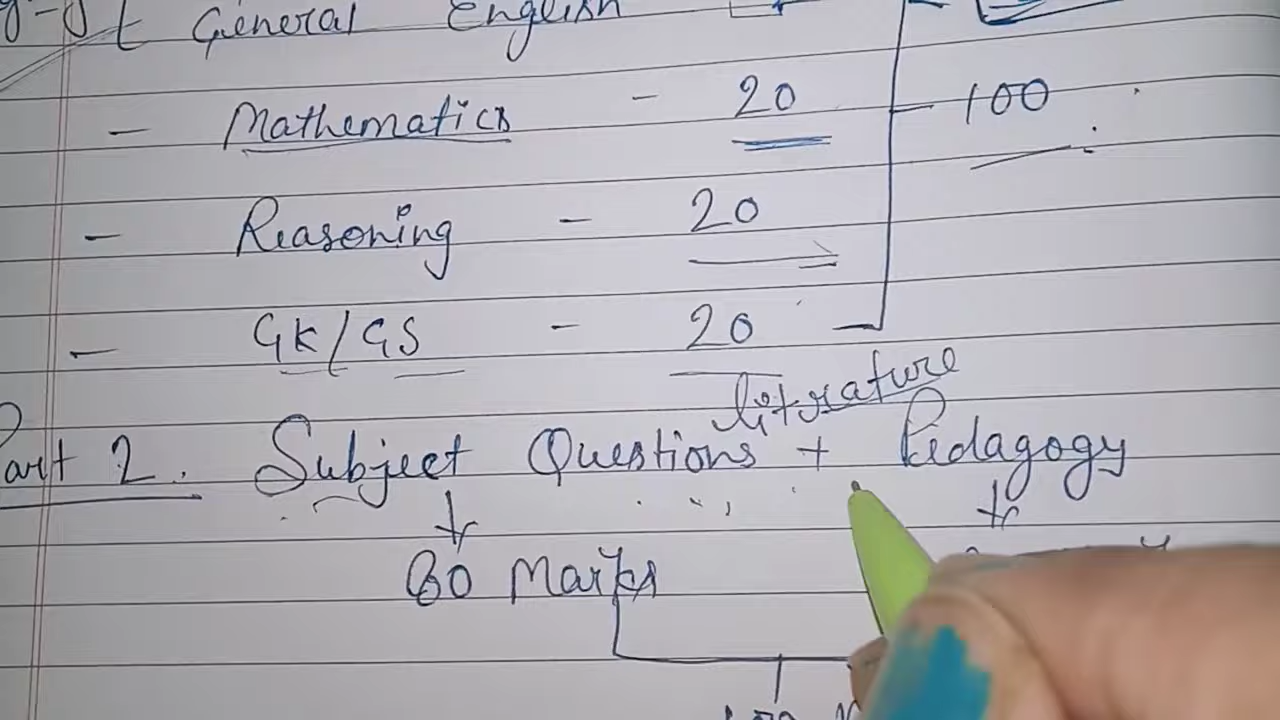 General English
- Mathematics - 20
- 100
- Reasoning - 20
- GK/GS - 20
literature
Part 2. Subject Questions + Pedagogy
80 Marks